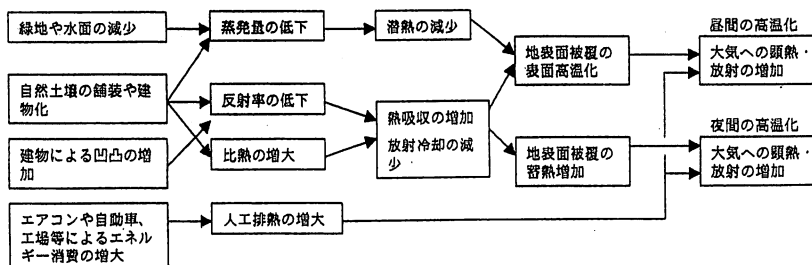 緑地や水面の減少
蒸発量の低下
潜熱の減少
自然土壌の舗装や建
物化
反射率の低下
比熱の増大
建物による凹凸の増
加
熱吸収の増加
放射冷却の減
少
地表面被覆の
表面高温化
地表面被覆の
蓄熱増加
エアコンや自動車、
工場等によるエネル
ギー消費の増大
人工排熱の増大
昼間の高温化
大気への顕熱・
放射の増加
夜間の高温化
大気への顕熱・
放射の増加